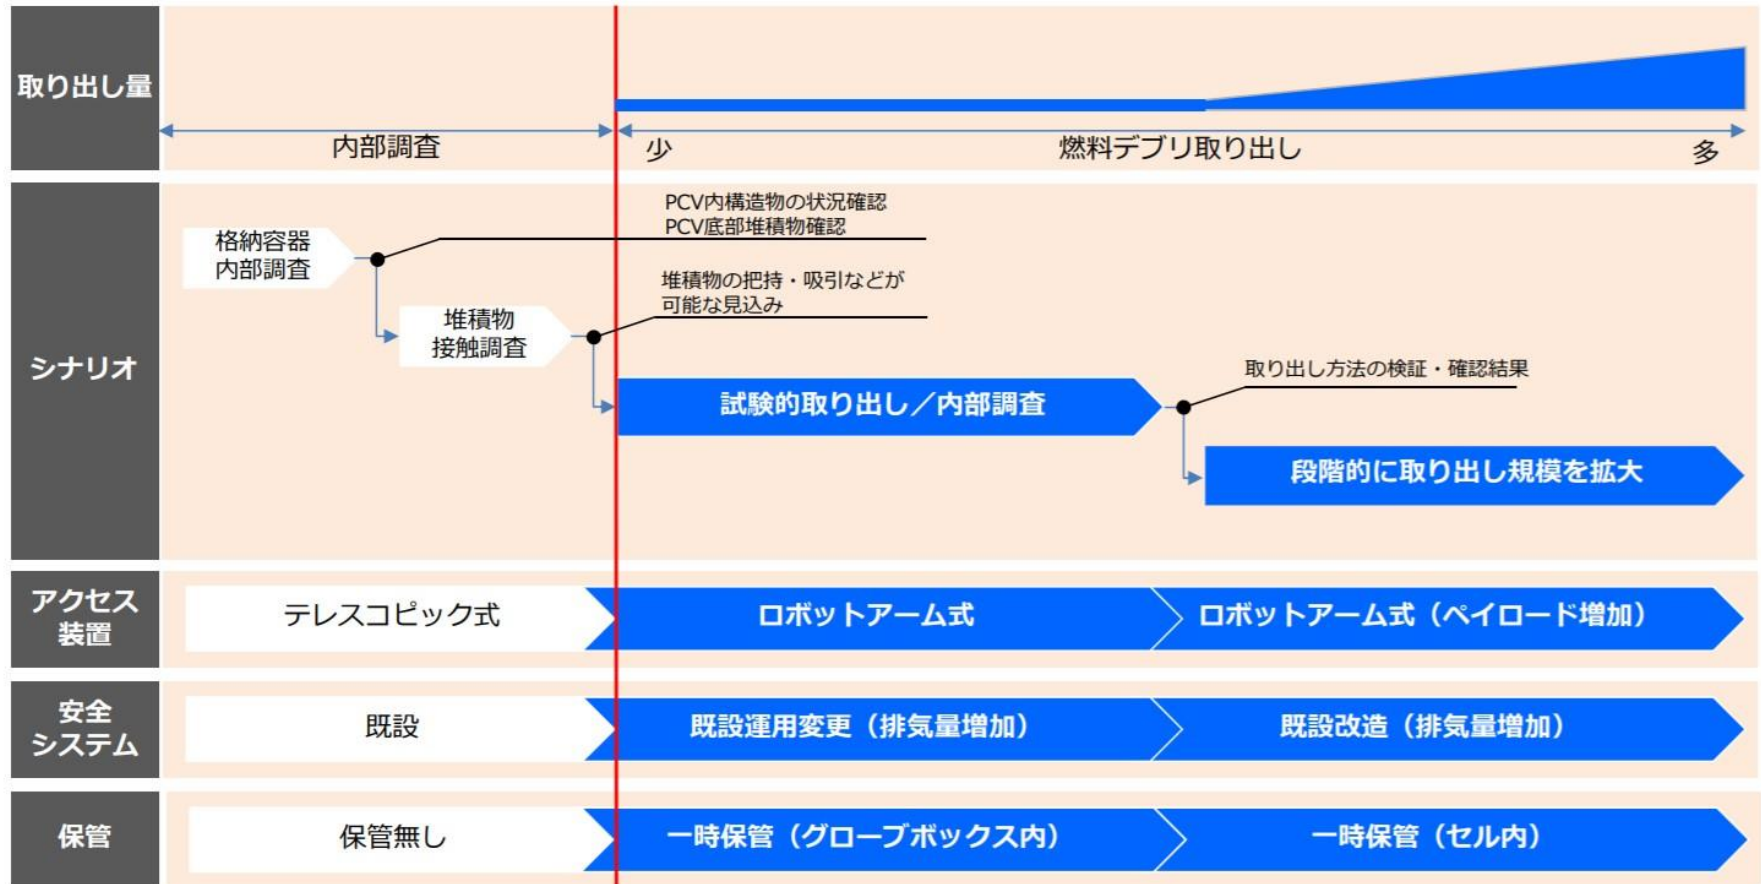 取り出し量
内部調査
少
燃料デブリ取り出し
多
シナリオ
格納容器
内部調査
PCV内構造物の状況確認
PCV底部堆積物確認
堆積物
接触調査
堆積物の把持・吸引などが
可能な見込み
試験的取り出し／内部調査
取り出し方法の検証・確認結果
段階的に取り出し規模を拡大
アクセス
装置
テレスコピック式
ロボットアーム式
ロボットアーム式（ペイロード増加）
安全
システム
既設
既設運用変更（排気量増加）
既設改造（排気量増加）
保管
保管無し
一時保管（グローブボックス内）
一時保管（セル内）